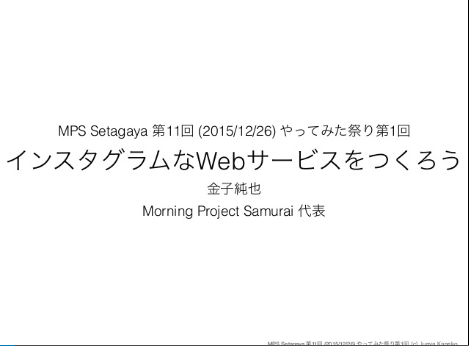 MPS Setagaya 第11回 (2015/12/26) やってみた祭り第1回
インスタグラムなWebサービスをつくろう
金子純也
Morning Project Samurai 代表
MPS Setagaya 第11回 (2015/12/26) やってみた祭り第1回 (c) Junya Kaneko